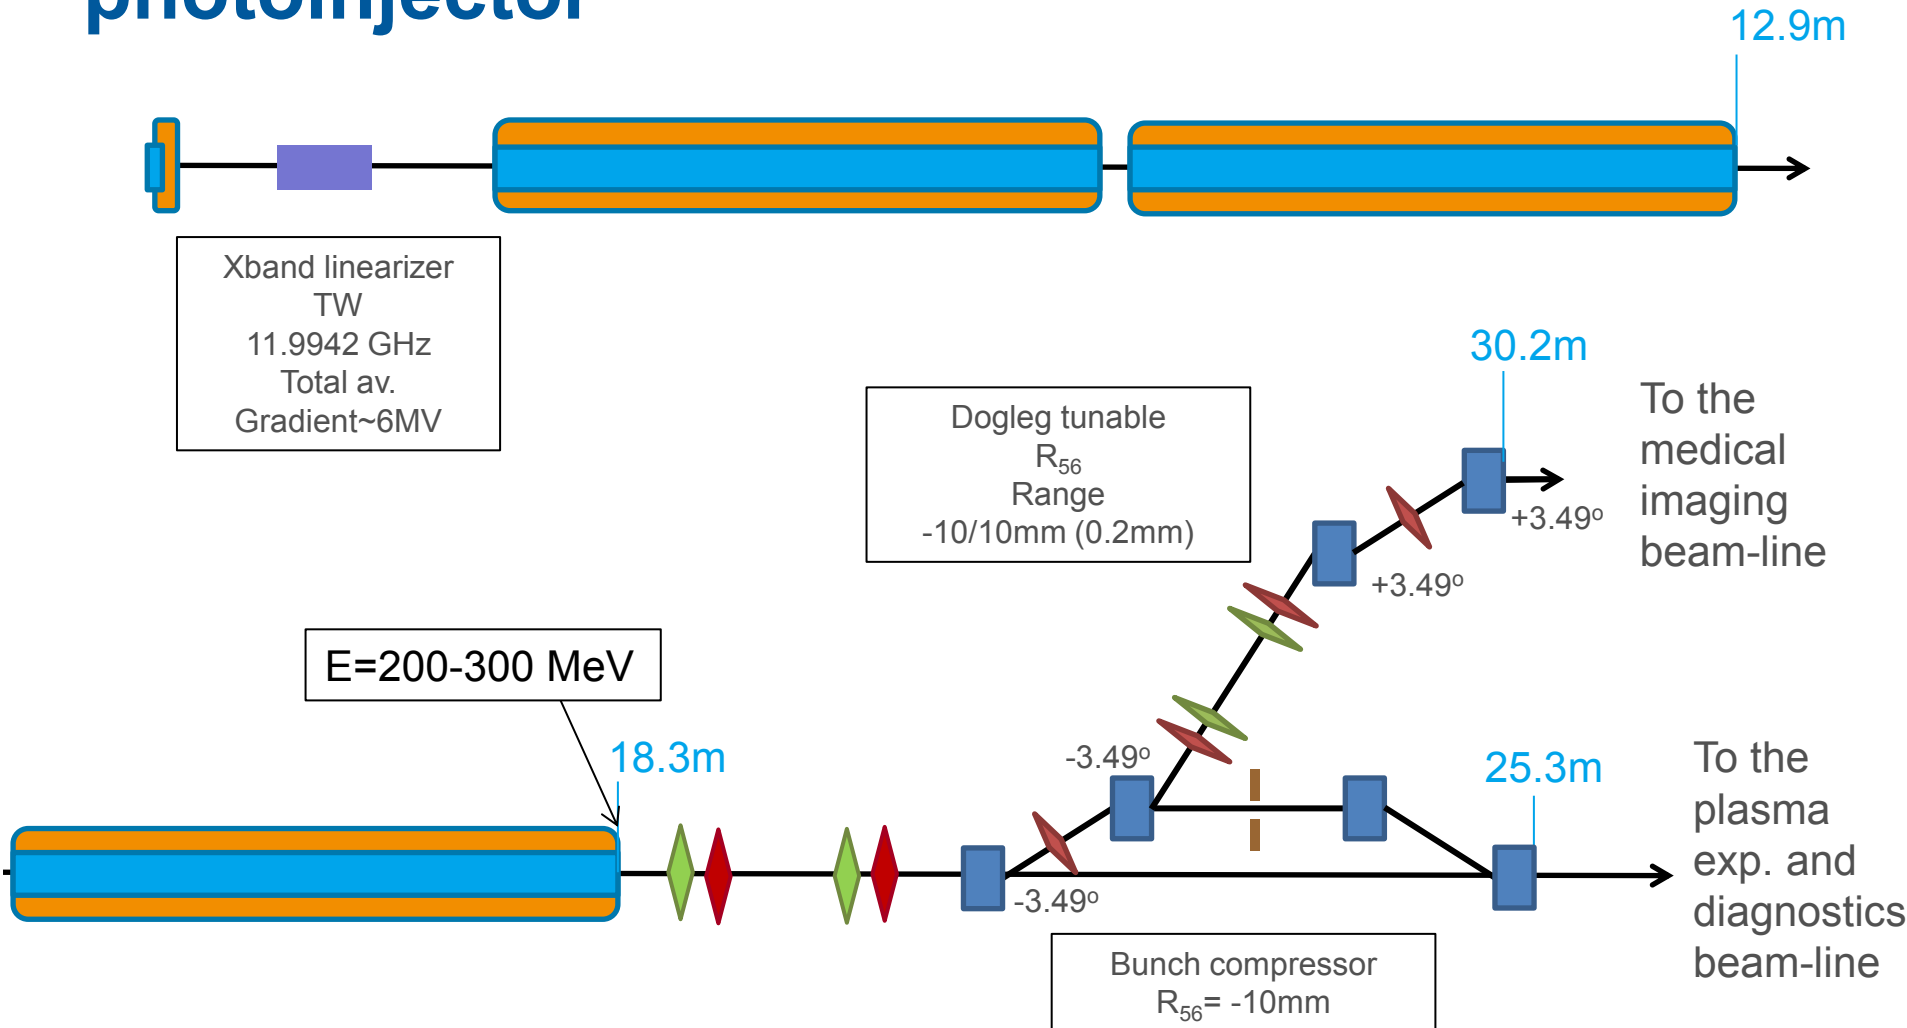 photoinjector
12.9m
Xband linearizer
TW
11.9942 GHz
Total av.
Gradient~6MV
30.2m
To the
medical
imaging
beam-line
Dogleg tunable
R₅₆
Range
-10/10mm (0.2mm)
+3.49º
+3.49º
E=200-300 MeV
18.3m
-3.49º
25.3m
To the
plasma
exp. and
diagnostics
beam-line
-3.49º
Bunch compressor
R₅₆= -10mm